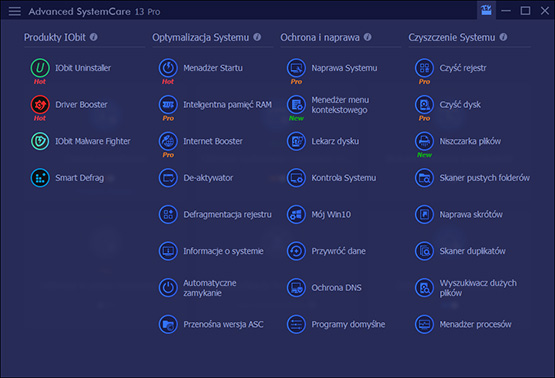 Advanced SystemCare 13 Pro
Produkty IObit
IObit Uninstaller
Hot
Driver Booster
Hot
IObit Malware Fighter
Smart Defrag
Optymalizacja Systemu
Menadżer Startu
Hot
Inteligentna pamięć RAM
Pro
Internet Booster
Pro
De-aktywator
Defragmentacja rejestru
Informacje o systemie
Automatyczne
zamykanie
Przenośna wersja ASC
Ochrona i naprawa
Naprawa Systemu
Pro
Menedżer menu
kontekstowego
New
Lekarz dysku
Kontrola Systemu
Mój Win10
Przywróć dane
Ochrona DNS
Programy domyślne
Czyszczenie Systemu
Czyść rejestr
Pro
Czyść dysk
Pro
Niszczarka plików
New
Skaner pustych folderów
Naprawa skrótów
Skaner duplikatów
Wyszukiwacz dużych
plików
Menadżer procesów